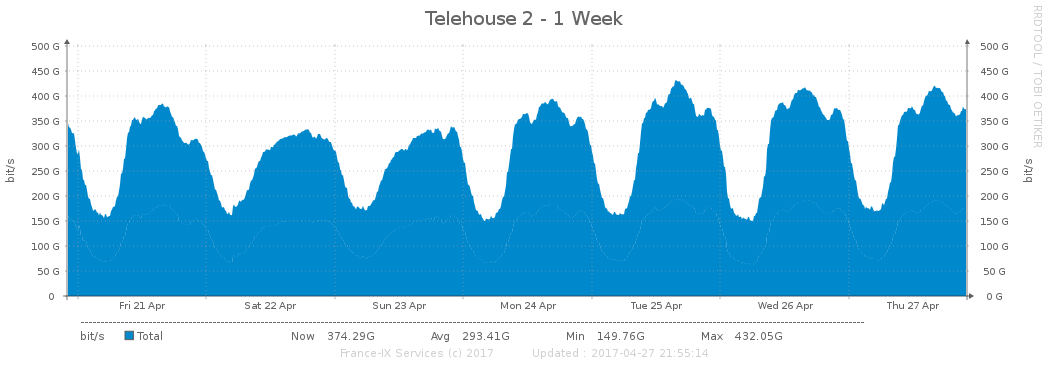 Telehouse 2 - 1 Week
RRDTOOL / TOBI OETIKER
500 G 500 G
450 G 450 G
400 G 400 G
350 G 350 G
300 G 300 G
250 G 250 G
200 G 200 G
150 G 150 G
100 G 100 G
50 G 50 G
0 0 G
bit/s bit/s
Fri 21 Apr Sat 22 Apr Sun 23 Apr Mon 24 Apr Tue 25 Apr Wed 26 Apr Thu 27 Apr
bit/s Total Now 374.29G Avg 293.41G Min 149.76G Max 432.05G
France-IX Services (c) 2017 Updated : 2017-04-27 21:55:14